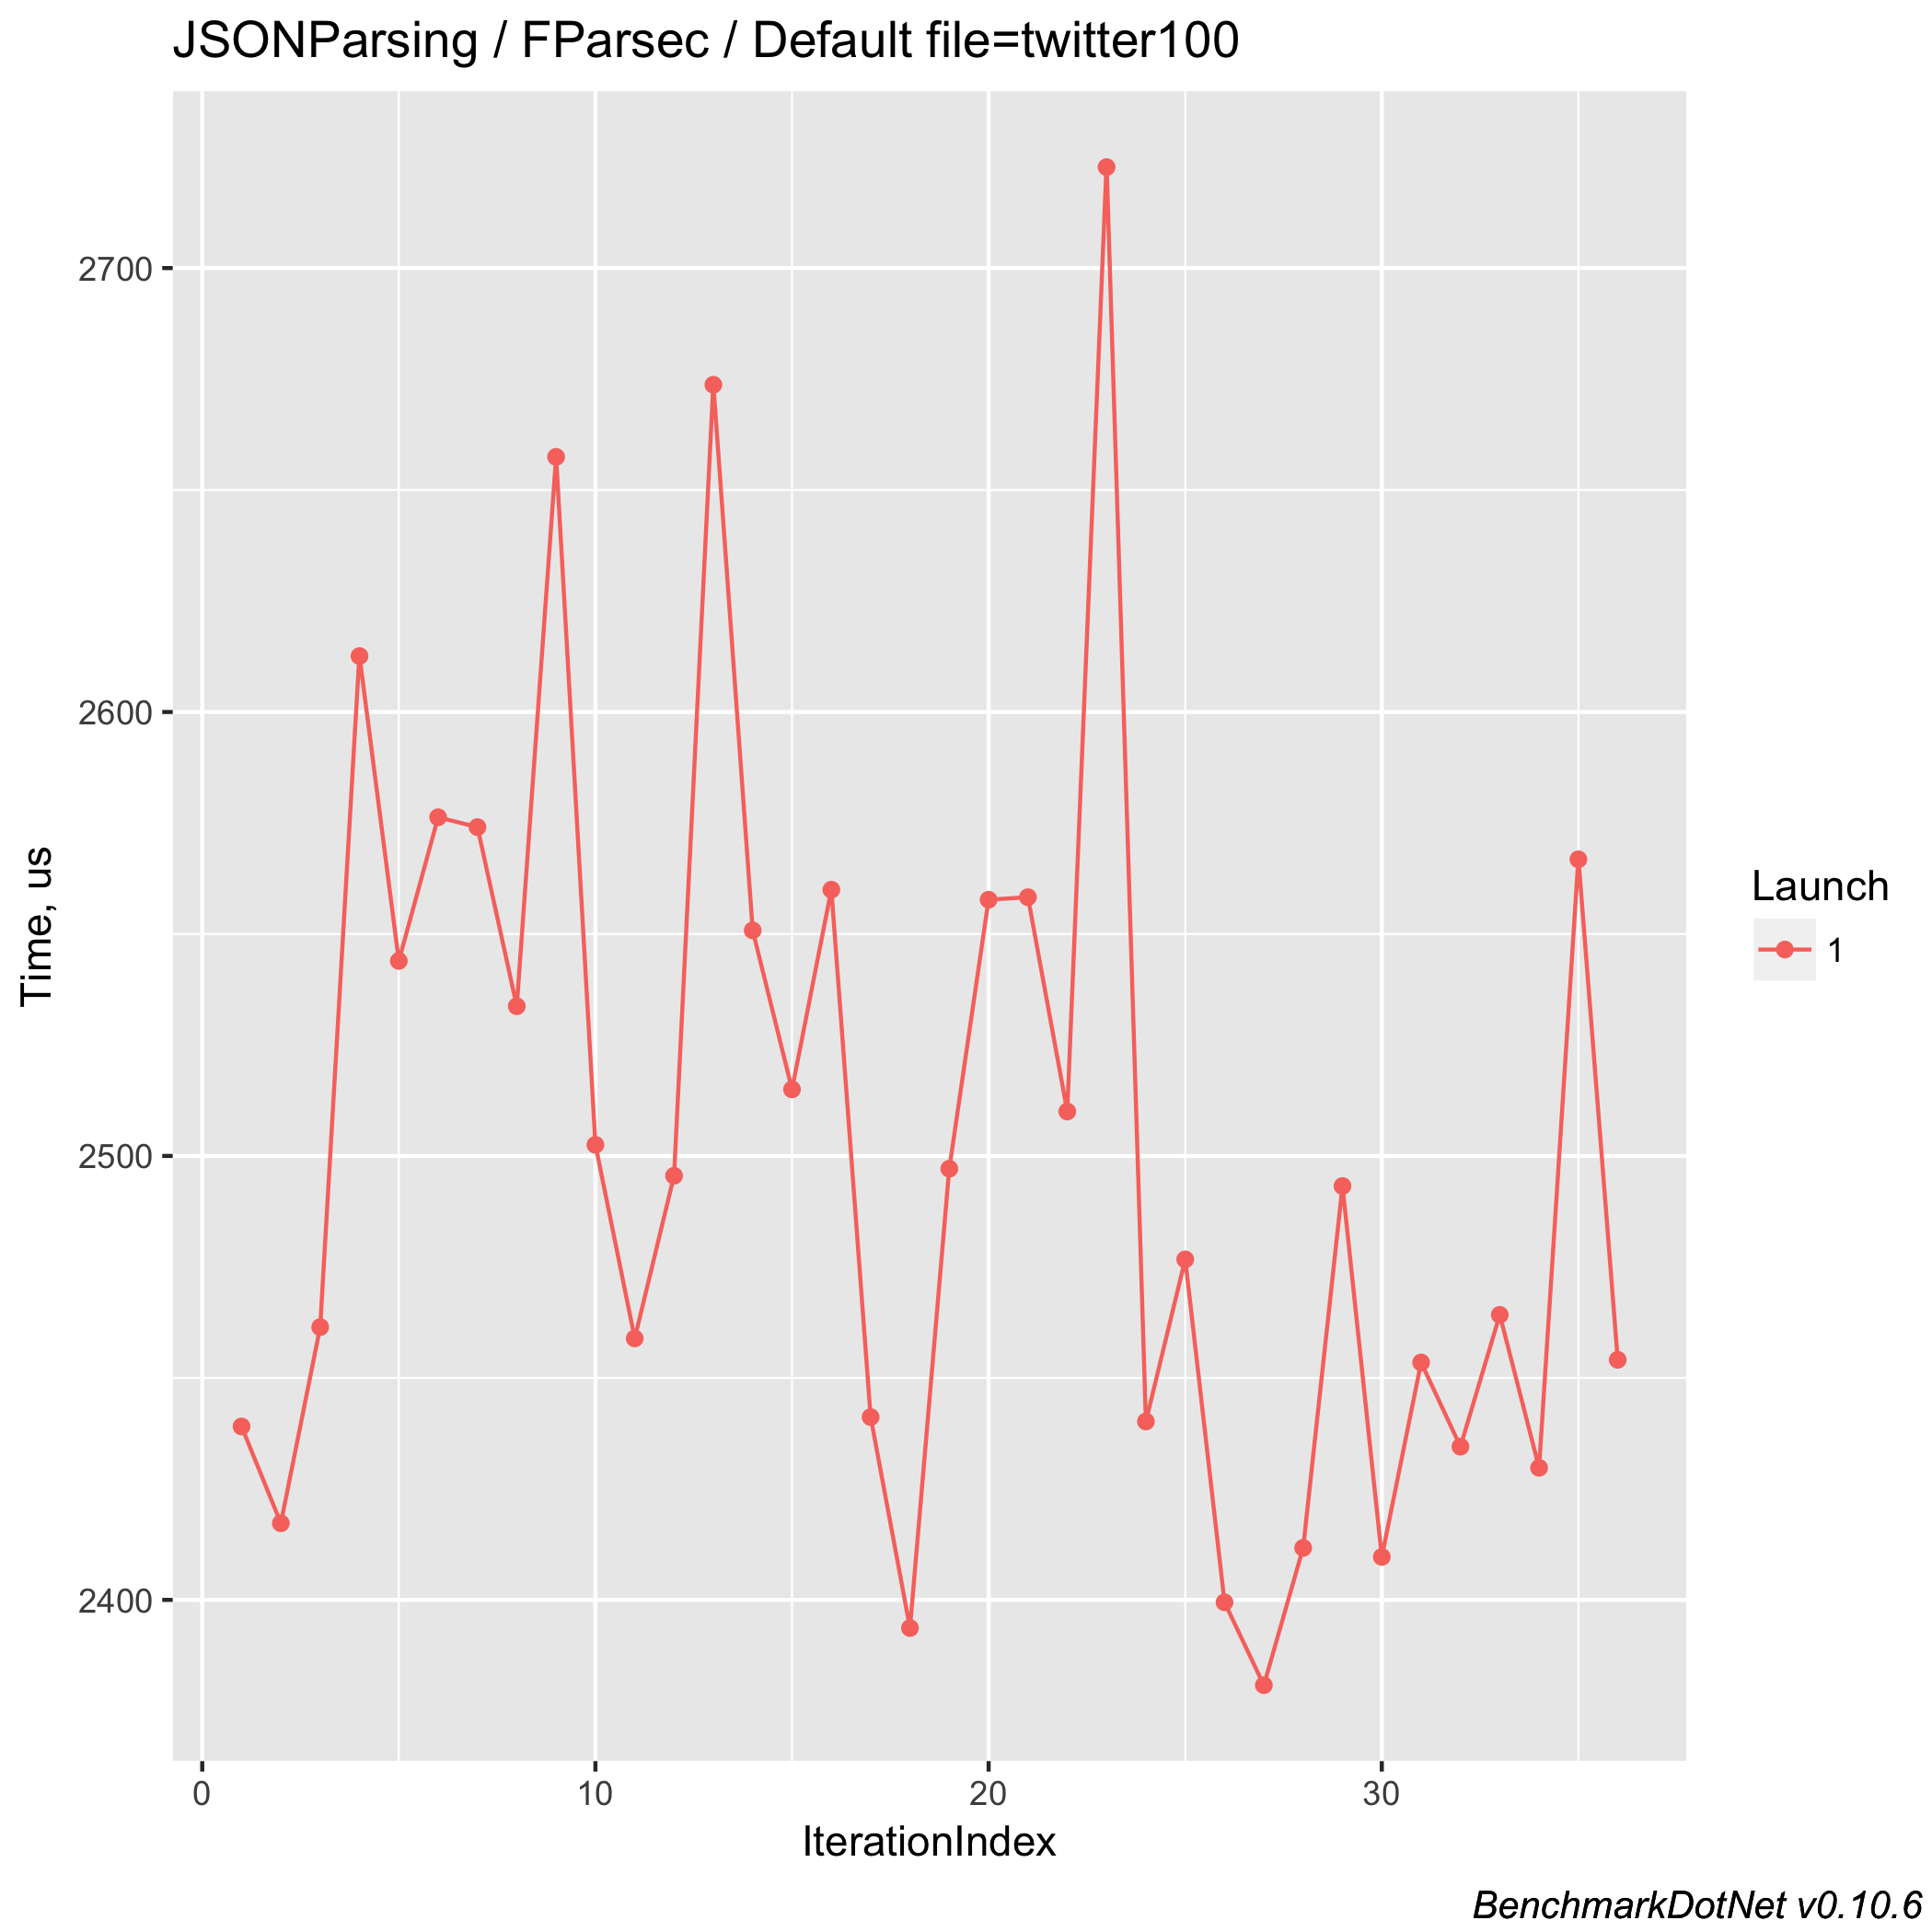 JSONParsing / FParsec / Default file=twitter100
2700
2600
2500
2400
Time, us
0 10 20 30
IterationIndex
Launch
1
BenchmarkDotNet v0.10.6